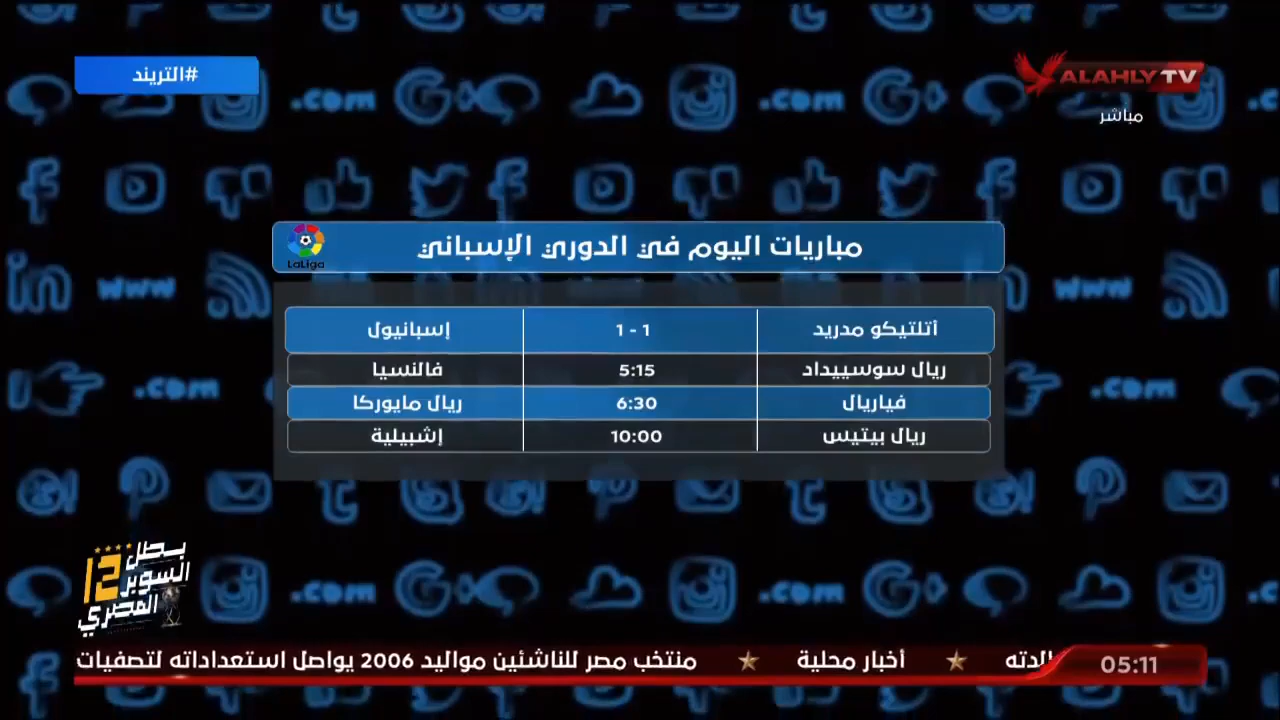 #التريند
ALAHLY TV
مباشر
مباريات اليوم في الدوري الإسباني
LaLiga
أتلتيكو مدريد 1 - 1 إسبانيول
ريال سوسييداد 5:15 فالنسيا
فياريال 6:30 ريال مايوركا
ريال بيتيس 10:00 إشبيلية
بطل
السوبر 12
المصري
05:11 الدته ★ أخبار محلية ★ منتخب مصر للناشئين مواليد 2006 يواصل استعداداته لتصفيات